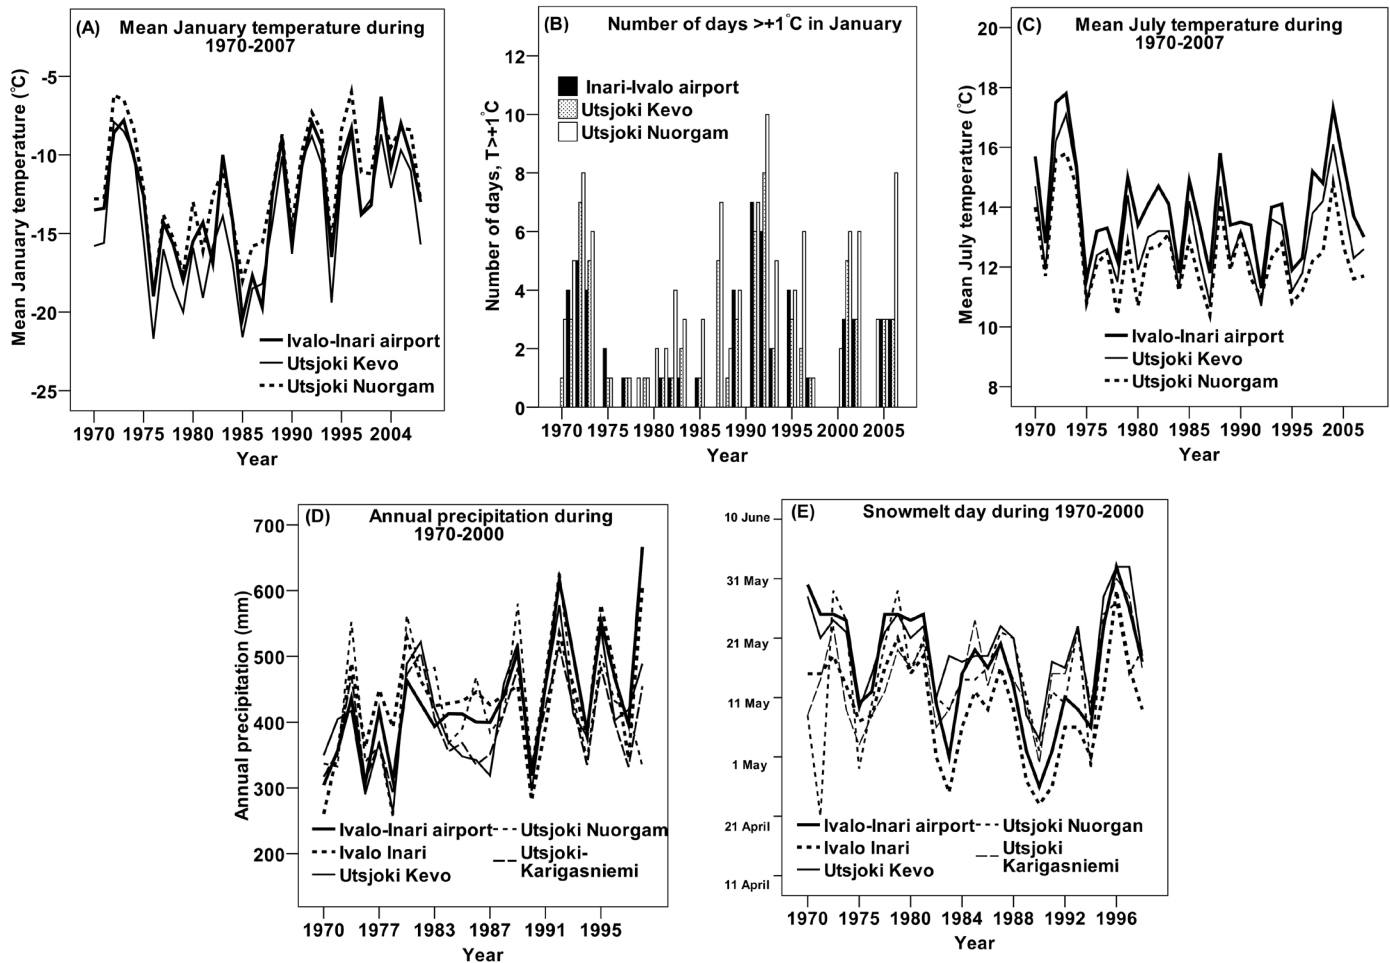 (A) Mean January temperature during
1970-2007
Mean January temperature (°C)
-5
-10
-15
-20
-25
Ivalo-Inari airport
Utsjoki Kevo
Utsjoki Nuorgam
1970 1975 1980 1985 1990 1995 2004
Year
(B) Number of days >+1°C in January
Number of days, T>+1°C
12
10
8
6
4
2
0
Inari-Ivalo airport
Utsjoki Kevo
Utsjoki Nuorgam
1970 1975 1980 1985 1990 1995 2000 2005
Year
(C) Mean July temperature during
1970-2007
Mean July temperature (°C)
20
18
16
14
12
10
8
Ivalo-Inari airport
Utsjoki Kevo
Utsjoki Nuorgam
1970 1975 1980 1985 1990 1995 2005
Year
(D) Annual precipitation during
1970-2000
Annual precipitation (mm)
700
600
500
400
300
200
Ivalo-Inari airport
Ivalo Inari
Utsjoki Kevo
Utsjoki Nuorgam
Utsjoki-
Karigasniemi
1970 1977 1983 1987 1991 1995
Year
(E) Snowmelt day during 1970-2000
10 June
31 May
21 May
11 May
1 May
21 April
11 April
Ivalo-Inari airport
Ivalo Inari
Utsjoki Kevo
Utsjoki Nuorgan
Utsjoki
Karigasniemi
1970 1975 1980 1984 1988 1992 1996
Year